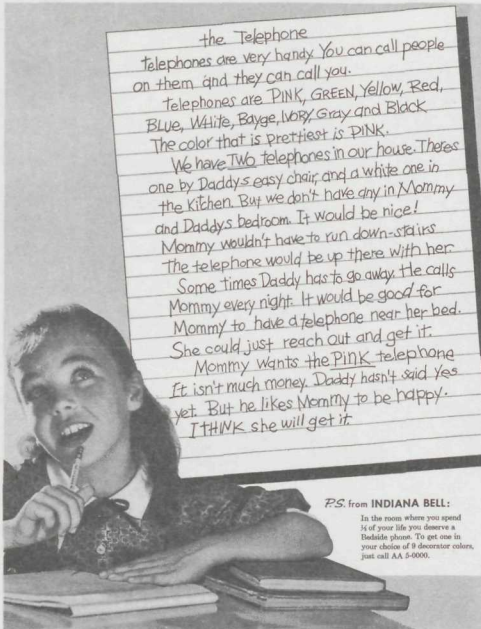 the Telephone
telephones are very handy. You can call people
on them and they can call you.
telephones are PINK, GREEN, Yellow, Red,
BLUE, WHite, Bayge, IVORY, Gray and Black
The color that is prettiest is PINK.
We have TWO telephones in our house. Theres
one by Daddys easy chair, and a white one in
the Kitchen. But we don't have any in Mommy
and Daddys bedroom. It would be nice!
Mommy wouldn't have to run down-stairs
The telephone would be up there with her.
Some times Daddy has to go away. He calls
Mommy every night. It would be good for
Mommy to have a telephone near her bed.
She could just reach out and get it.
Mommy wants the PINK telephone
It isn't much money. Daddy hasn't said Yes
yet. But he likes Mommy to be happy.
I THINK she will get it.
P.S. from INDIANA BELL:
In the room where you spend
⅓ of your life you deserve a
Bedside phone. To get one in
your choice of 9 decorator colors,
just call AA 5-0000.